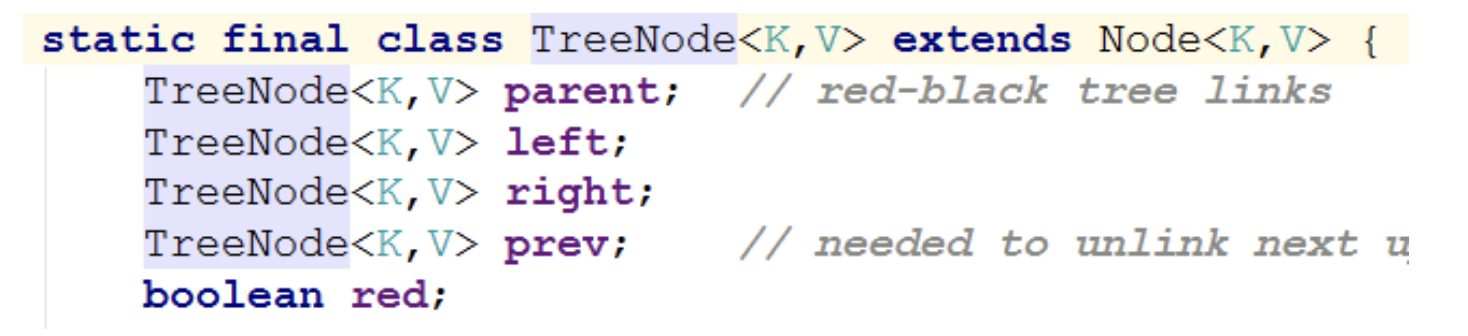 static final class TreeNode<K,V> extends Node<K,V> {
TreeNode<K,V> parent;  // red-black tree links
TreeNode<K,V> left;
TreeNode<K,V> right;
TreeNode<K,V> prev;    // needed to unlink next
boolean red;